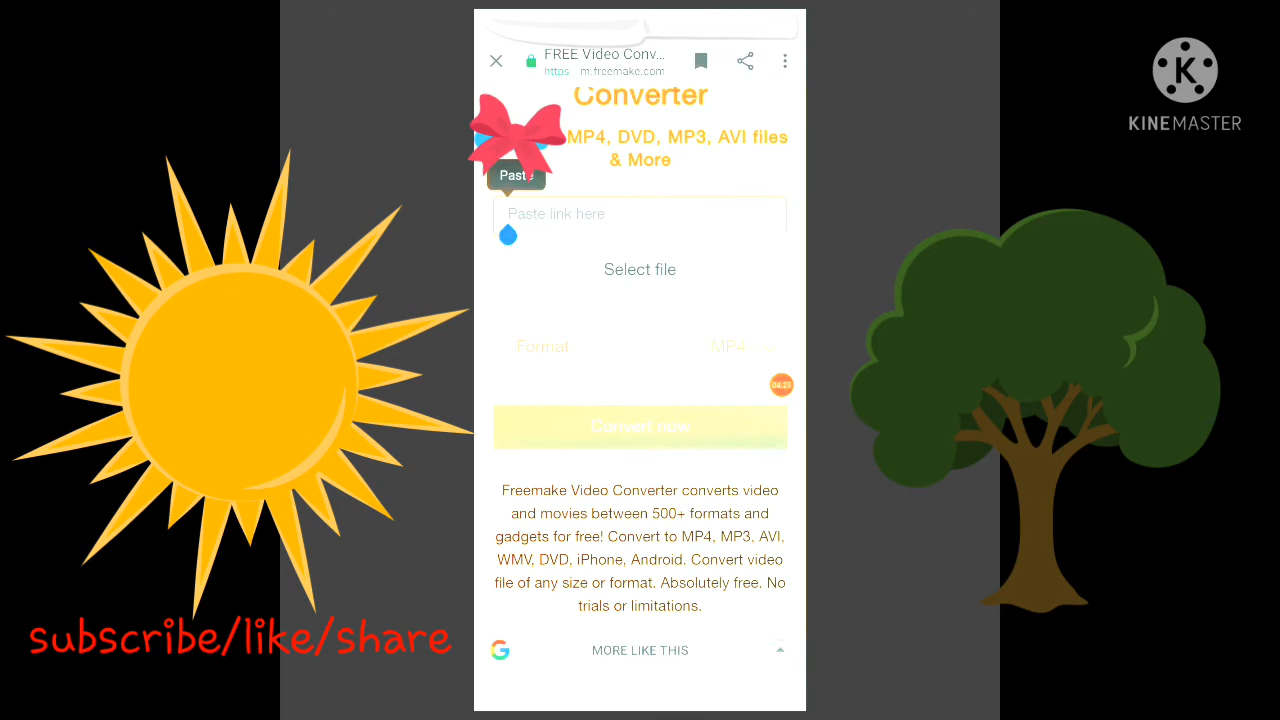 FREE Video Conv...
https m.freemake.com
Converter
MP4, DVD, MP3, AVI files
& More
Paste
Paste link here
Select file
Format MP4
04:29
Convert now
Freemake Video Converter converts video
and movies between 500+ formats and
gadgets for free! Convert to MP4, MP3, AVI,
WMV, DVD, iPhone, Android. Convert video
file of any size or format. Absolutely free. No
trials or limitations.
G MORE LIKE THIS
K
KINEMASTER
subscribe/like/share